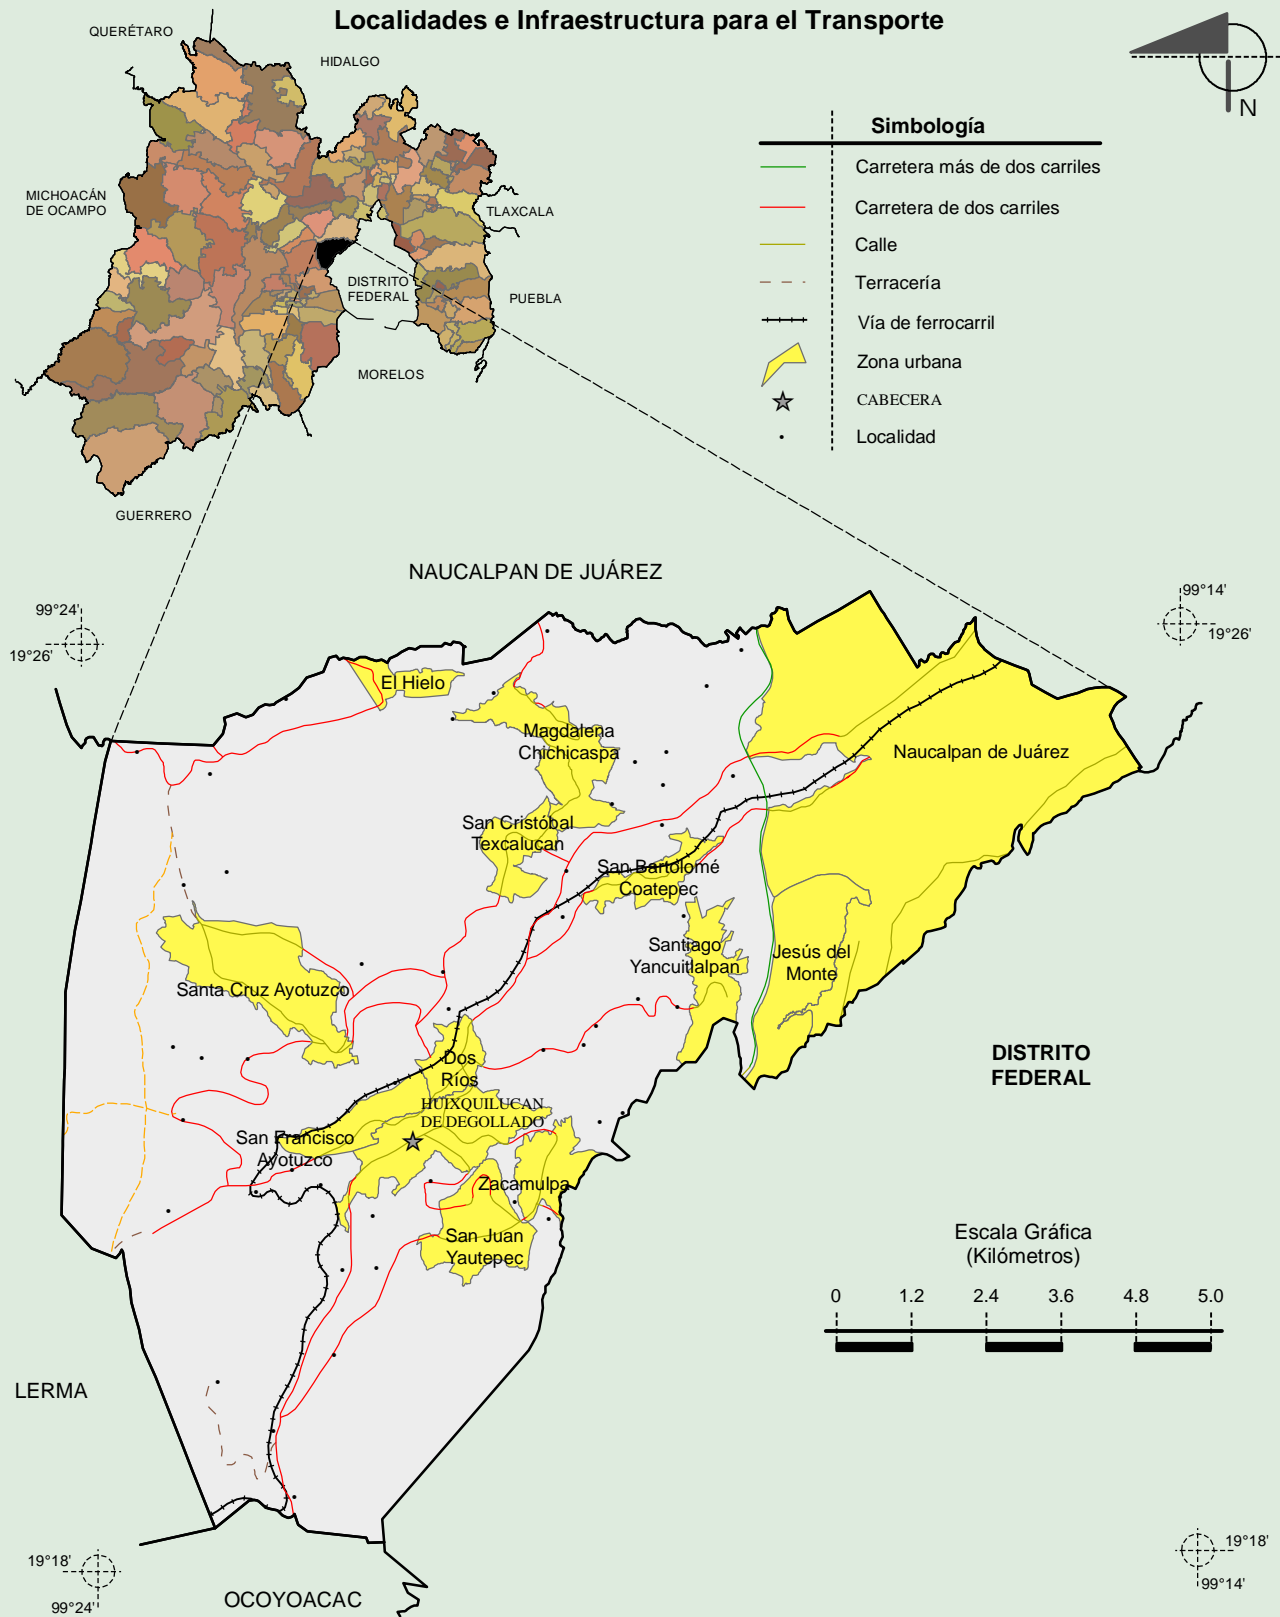 Localidades e Infraestructura para el Transporte
QUERÉTARO
HIDALGO
MICHOACÁN
DE OCAMPO
TLAXCALA
DISTRITO
FEDERAL
PUEBLA
MORELOS
GUERRERO
N
Simbología
Carretera más de dos carriles
Carretera de dos carriles
Calle
Terracería
Vía de ferrocarril
Zona urbana
CABECERA
Localidad
NAUCALPAN DE JUÁREZ
99°24'
19°26'
99°14'
19°26'
El Hielo
Magdalena
Chichicaspa
Naucalpan de Juárez
San Cristóbal
Texcalucan
San Bartolomé
Coatepec
Santiago
Yancuitlalpan
Jesús del
Monte
Santa Cruz Ayotuzco
Dos
Ríos
HUIXQUILUCAN
DE DEGOLLADO
San Francisco
Ayotuzco
Zacamulpa
San Juan
Yautepec
DISTRITO
FEDERAL
Escala Gráfica
(Kilómetros)
0 1.2 2.4 3.6 4.8 5.0
LERMA
OCOYOACAC
19°18'
99°24'
19°18'
99°14'